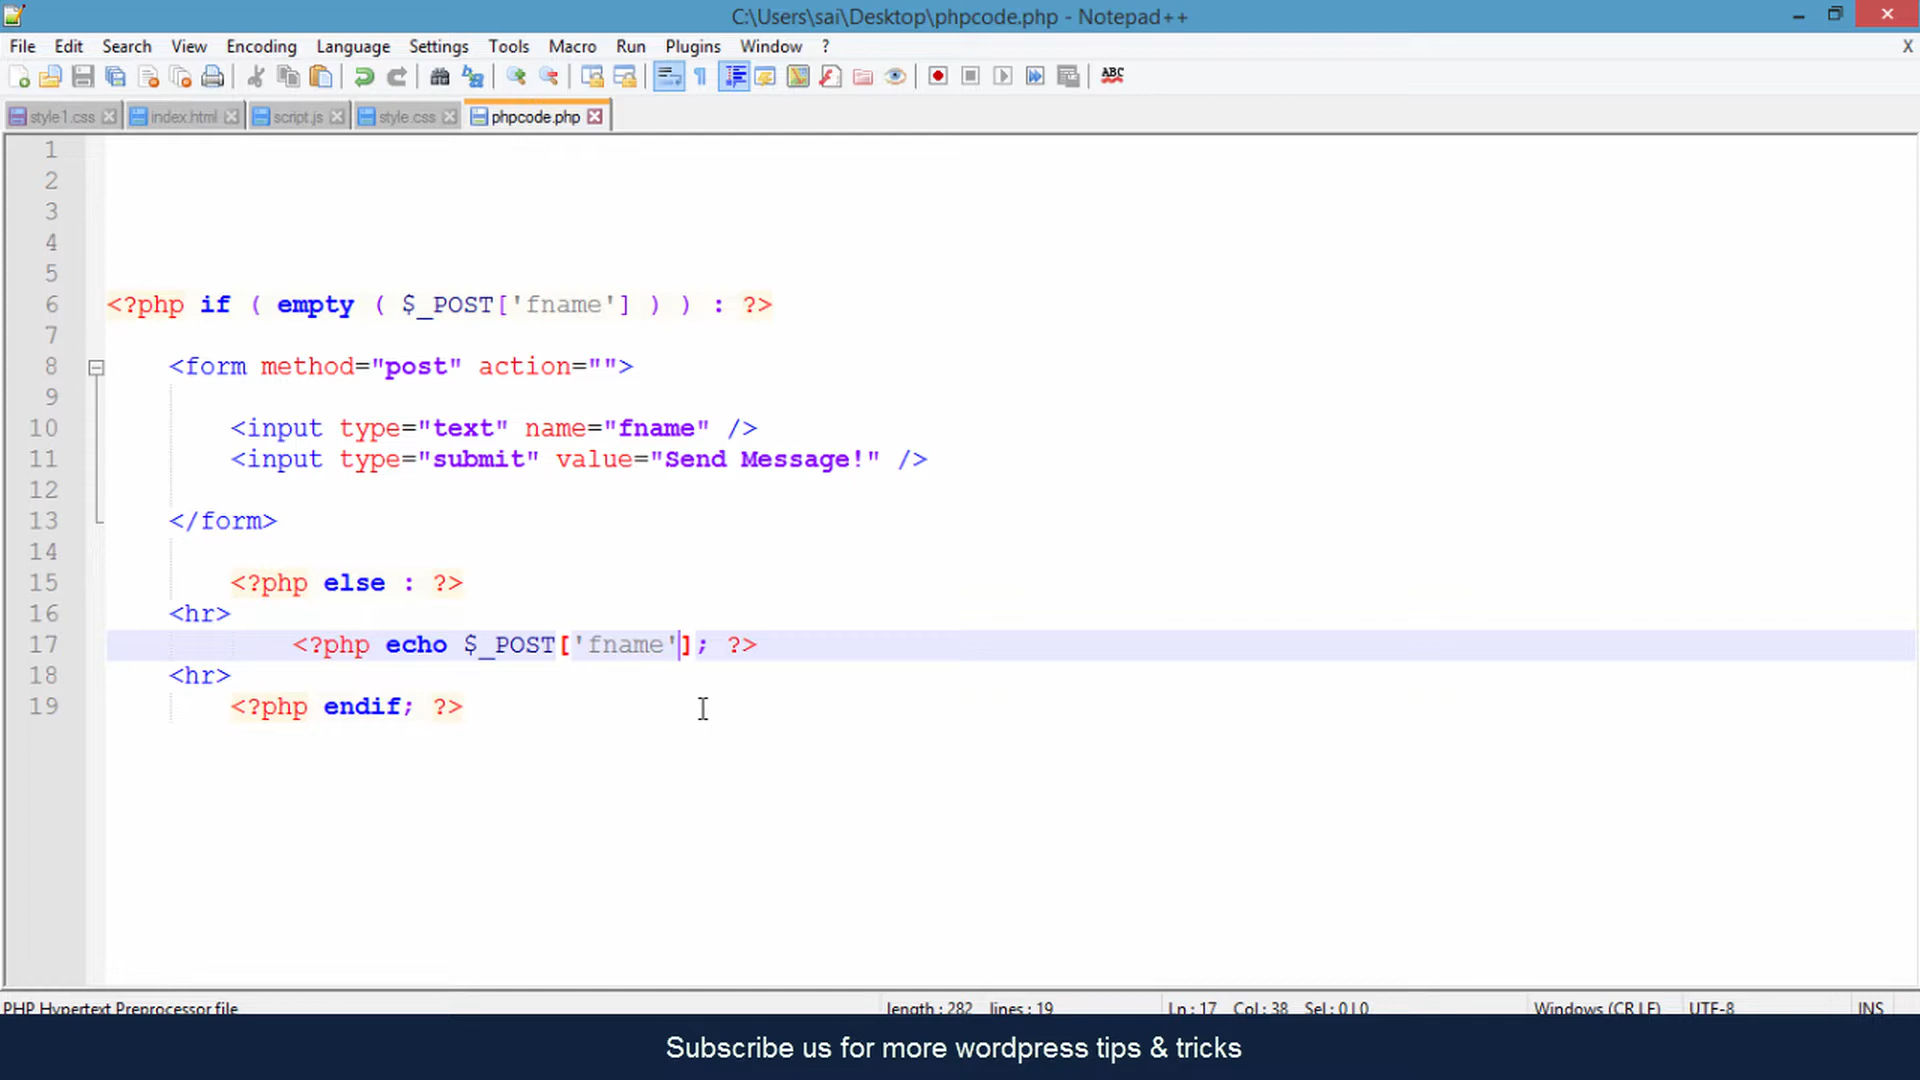 C:\Users\sai\Desktop\phpcode.php - Notepad++
File Edit Search View Encoding Language Settings Tools Macro Run Plugins Window ? X
ABC
style1.css index.html script.js style.css phpcode.php
1
2
3
4
5
6 <?php if ( empty ( $_POST['fname'] ) ) : ?>
7
8 <form method="post" action="">
9
10 <input type="text" name="fname" />
11 <input type="submit" value="Send Message!" />
12
13 </form>
14
15 <?php else : ?>
16 <hr>
17 <?php echo $_POST['fname']; ?>
18 <hr>
19 <?php endif; ?>
PHP Hypertext Preprocessor file length : 282 lines : 19 Ln : 17 Col : 38 Sel : 0 | 0 Windows (CR LF) UTF-8 INS
Subscribe us for more wordpress tips & tricks